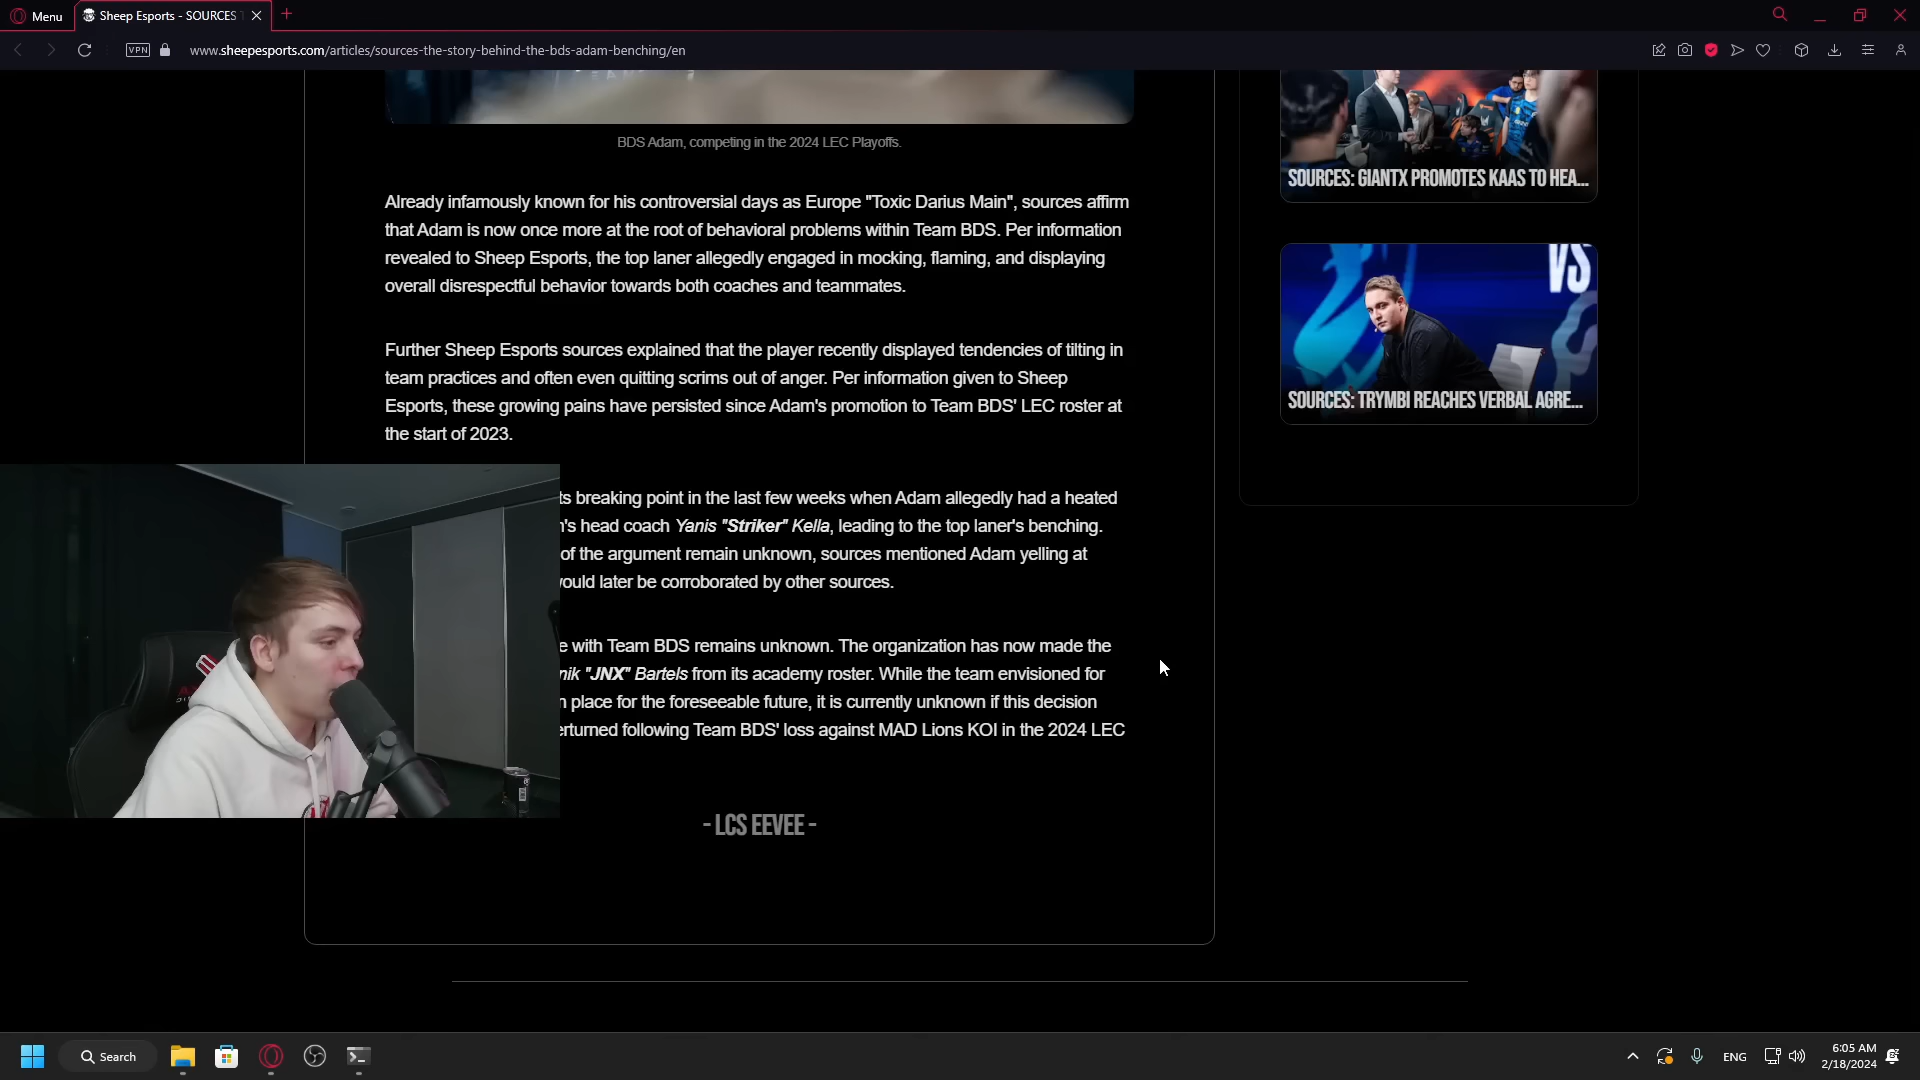 Menu
Sheep Esports - SOURCES
VPN
www.sheepesports.com/articles/sources-the-story-behind-the-bds-adam-benching/en
BDS Adam, competing in the 2024 LEC Playoffs.
Already infamously known for his controversial days as Europe "Toxic Darius Main", sources affirm
that Adam is now once more at the root of behavioral problems within Team BDS. Per information
revealed to Sheep Esports, the top laner allegedly engaged in mocking, flaming, and displaying
overall disrespectful behavior towards both coaches and teammates.
Further Sheep Esports sources explained that the player recently displayed tendencies of tilting in
team practices and often even quitting scrims out of anger. Per information given to Sheep
Esports, these growing pains have persisted since Adam's promotion to Team BDS' LEC roster at
the start of 2023.
ts breaking point in the last few weeks when Adam allegedly had a heated
's head coach Yanis "Striker" Kella, leading to the top laner's benching.
of the argument remain unknown, sources mentioned Adam yelling at
ould later be corroborated by other sources.
e with Team BDS remains unknown. The organization has now made the
nik "JNX" Bartels from its academy roster. While the team envisioned for
n place for the foreseeable future, it is currently unknown if this decision
erturned following Team BDS' loss against MAD Lions KOI in the 2024 LEC
- LCS EEVEE -
SOURCES: GIANTX PROMOTES KAAS TO HEA...
VS
SOURCES: TRYMBI REACHES VERBAL AGRE...
Search
ENG
6:05 AM
2/18/2024